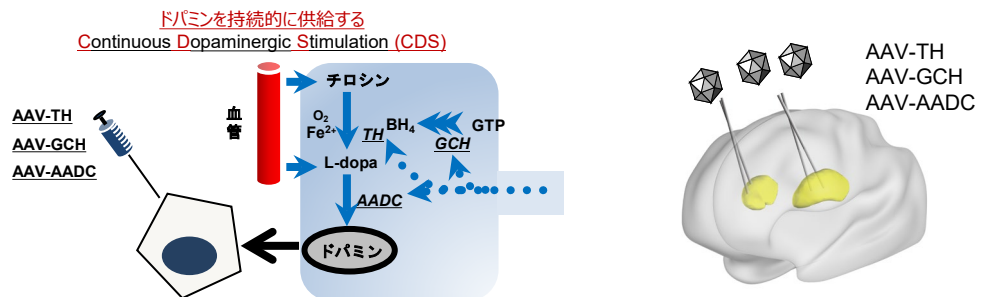 ドパミンを持続的に供給する
Continuous Dopaminergic Stimulation (CDS)
AAV-TH
AAV-GCH
AAV-AADC
血管
チロシン
O₂
Fe²⁺
TH
BH₄
GTP
GCH
L-dopa
AADC
ドパミン
AAV-TH
AAV-GCH
AAV-AADC